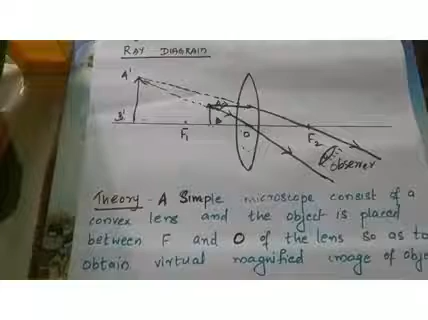 RAY DIAGRAM
A'
A
B'
B
F1
O
F2
Observer
Theory - A Simple microscope consist of a
convex lens and the object is placed
between F and O of the lens so as to
obtain virtual magnified image of obje